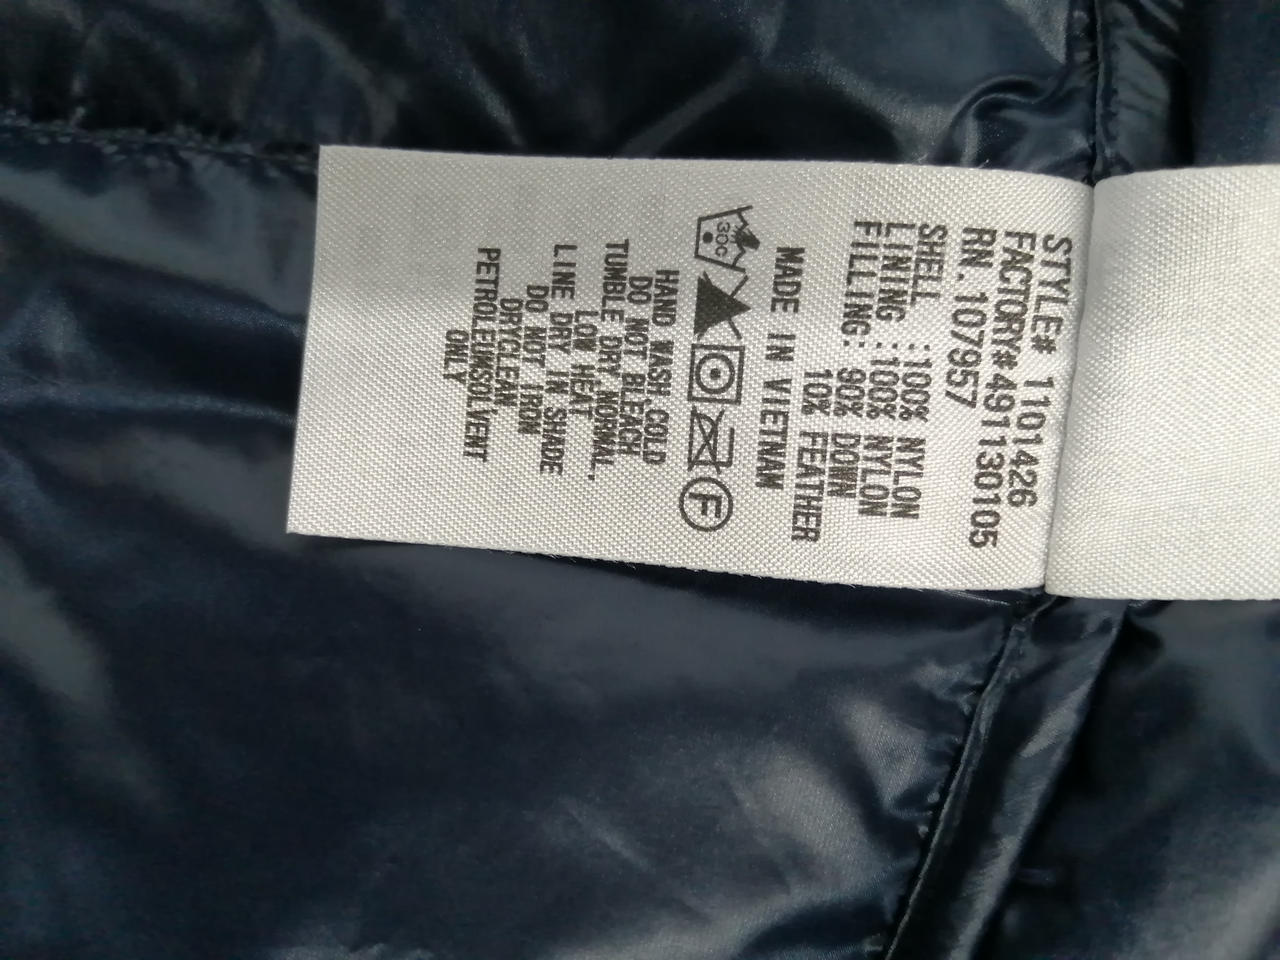 STYLE# 1101426
FACTORY#:49113O105
RN. 107957
SHELL :100% NYLON
LINING :100% NYLON
FILLING: 90% DOWN
10% FEATHER
MADE IN VIETNAM
30C
F
HAND WASH COLD
DO NOT BLEACH
TUMBLE DRY NORMAL.
LOW HEAT
LINE DRY IN SHADE
DO NOT IRON
DRYCLEAN,
PETROLEUMSOLVENT
ONLY